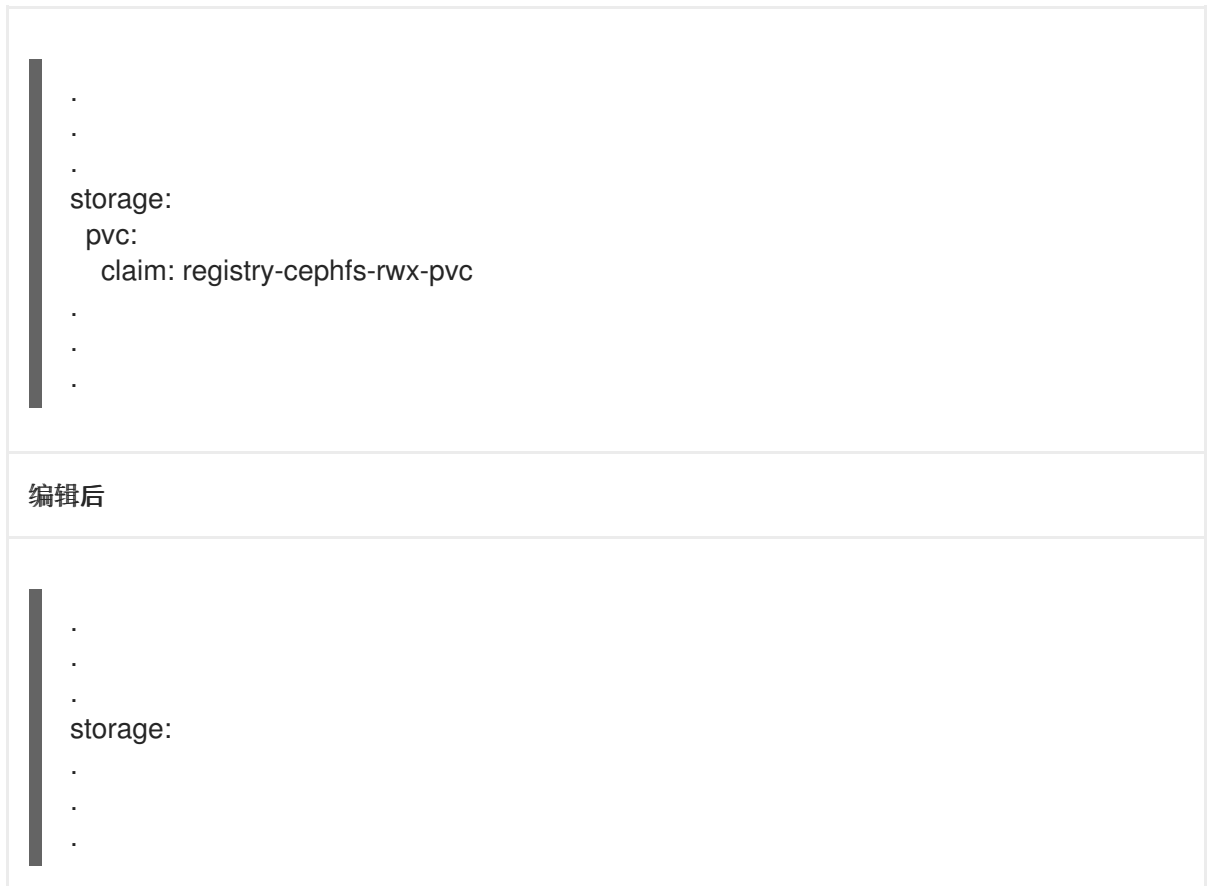 .
.
.
storage:
  pvc:
    claim: registry-cephfs-rwx-pvc
.
.
.
编辑后
.
.
.
storage:
.
.
.